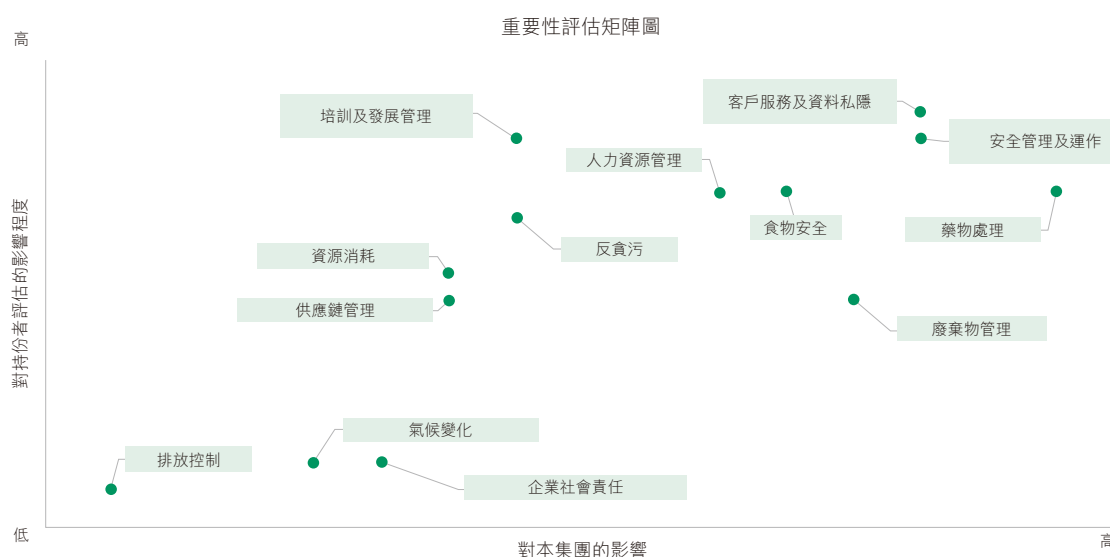 重要性評估矩陣圖
高
客戶服務及資料私隱
培訓及發展管理
安全管理及運作
人力資源管理
食物安全
藥物處理
反貪污
資源消耗
供應鏈管理
廢棄物管理
對持份者評估的影響程度
氣候變化
排放控制
企業社會責任
低
對本集團的影響
高